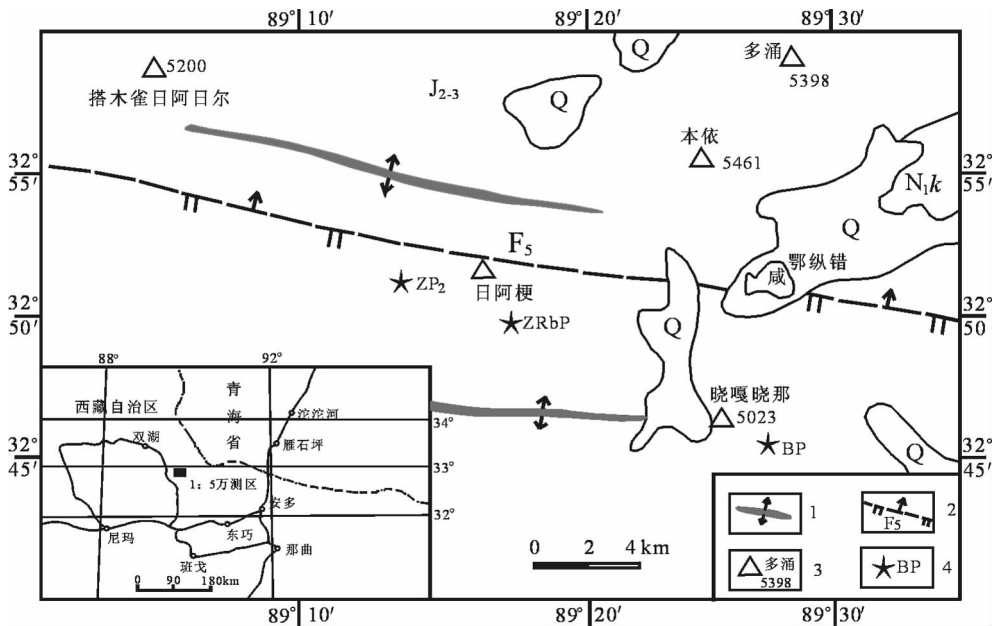 89° 10′
89° 20′
89° 30′
5200
搭木雀日阿日尔
J₂₋₃
Q
Q
多涌
5398
本依
5461
32°
55′
32°
55′
N₁k
Q
F₅
鄂纵错
咸
ZP₂
日阿梗
ZRbP
32°
50′
32°
50
Q
晓嘎晓那
5023
BP
32°
45′
32°
45′
Q
88°
92°
西藏自治区
青海省
沱沱河
34°
双湖
雁石坪
33°
1：5万测区
安多
32°
尼玛
东巧
那曲
班戈
0 90 180km
0 2 4 km
1
F₅
2
多涌
5398
3
BP
4
89° 10′
89° 20′
89° 30′